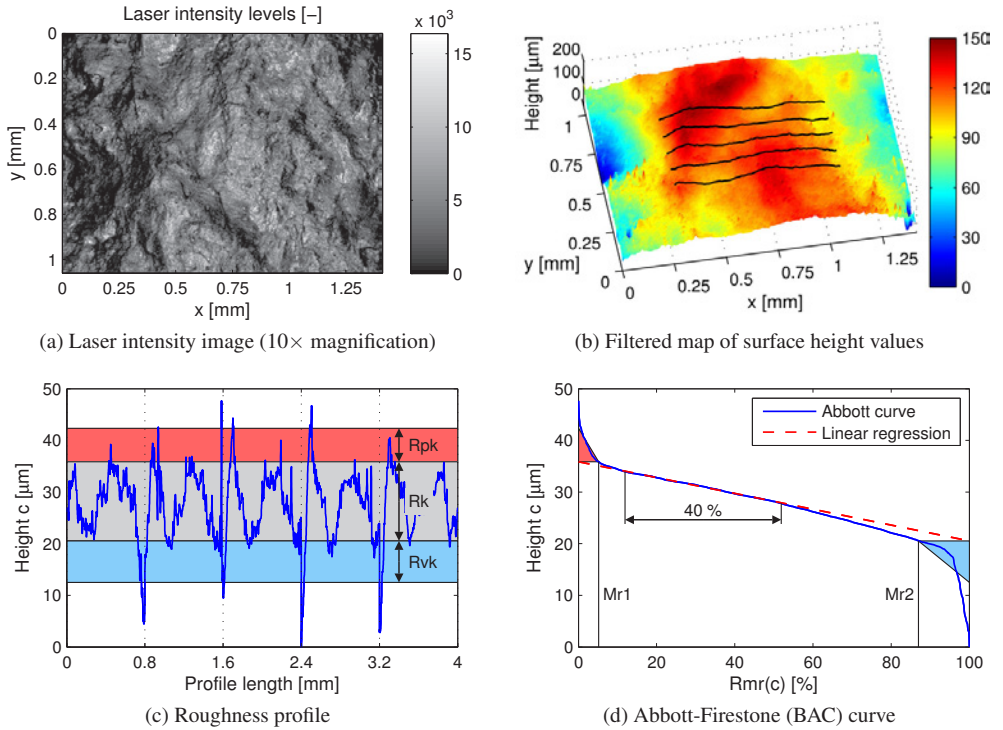 Laser intensity levels [–]
x 10³
0
0.2
0.4
0.6
0.8
1
y [mm]
0 0.25 0.5 0.75 1 1.25
x [mm]
15
10
5
0
(a) Laser intensity image (10× magnification)
200
100
0
Height [µm]
1
0.75
0.5
0.25
0
y [mm]
0 0.25 0.5 0.75 1 1.25
x [mm]
150
120
90
60
30
0
(b) Filtered map of surface height values
50
40
30
20
10
0
Height c [µm]
Rpk
Rk
Rvk
0 0.8 1.6 2.4 3.2 4
Profile length [mm]
(c) Roughness profile
50
40
30
20
10
0
Height c [µm]
Abbott curve
Linear regression
40 %
Mr1
Mr2
0 20 40 60 80 100
Rmr(c) [%]
(d) Abbott-Firestone (BAC) curve